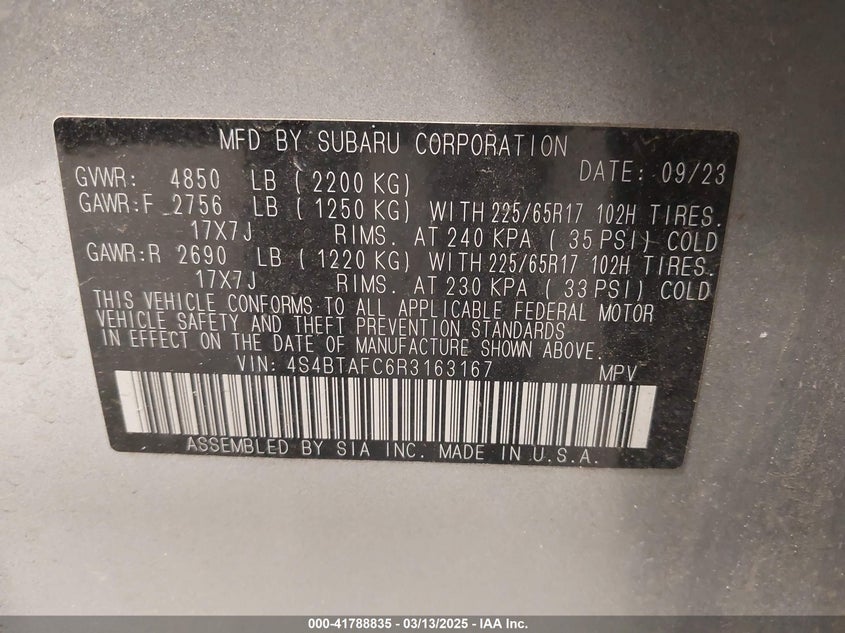 MFD BY SUBARU CORPORATION
DATE: 09/23
GVWR: 4850 LB ( 2200 KG)
GAWR:F 2756 LB ( 1250 KG) WITH 225/65R17 102H TIRES.
17X7J RIMS. AT 240 KPA ( 35 PSI) COLD
GAWR:R 2690 LB ( 1220 KG) WITH 225/65R17 102H TIRES.
17X7J RIMS. AT 230 KPA ( 33 PSI) COLD
THIS VEHICLE CONFORMS TO ALL APPLICABLE FEDERAL MOTOR
VEHICLE SAFETY AND THEFT PREVENTION STANDARDS
IN EFFECT ON THE DATE OF MANUFACTURE SHOWN ABOVE.
VIN: 4S4BTAFC6R3163167 MPV
ASSEMBLED BY SIA INC. MADE IN U.S.A.
000-41788835 - 03/13/2025 - IAA Inc.